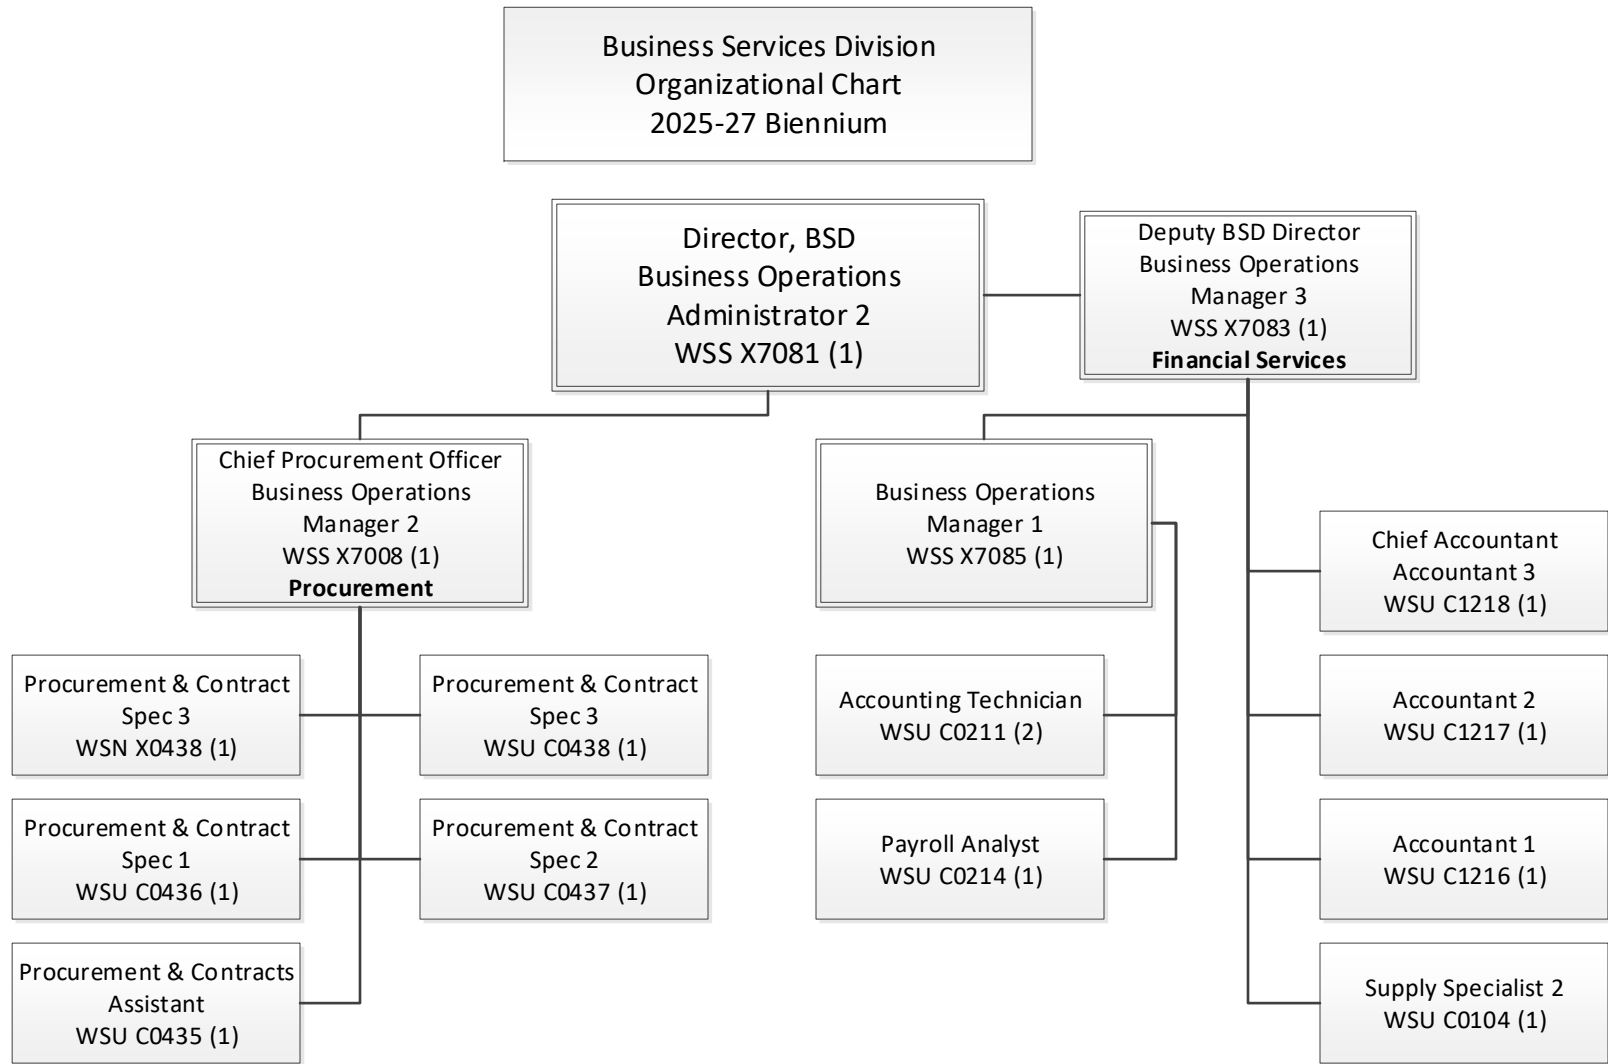 Business Services Division
Organizational Chart
2025-27 Biennium
Director, BSD
Business Operations
Administrator 2
WSS X7081 (1)
Deputy BSD Director
Business Operations
Manager 3
WSS X7083 (1)
Financial Services
Chief Procurement Officer
Business Operations
Manager 2
WSS X7008 (1)
Procurement
Business Operations
Manager 1
WSS X7085 (1)
Chief Accountant
Accountant 3
WSU C1218 (1)
Procurement & Contract
Spec 3
WSN X0438 (1)
Procurement & Contract
Spec 3
WSU C0438 (1)
Accounting Technician
WSU C0211 (2)
Accountant 2
WSU C1217 (1)
Procurement & Contract
Spec 1
WSU C0436 (1)
Procurement & Contract
Spec 2
WSU C0437 (1)
Payroll Analyst
WSU C0214 (1)
Accountant 1
WSU C1216 (1)
Procurement & Contracts
Assistant
WSU C0435 (1)
Supply Specialist 2
WSU C0104 (1)